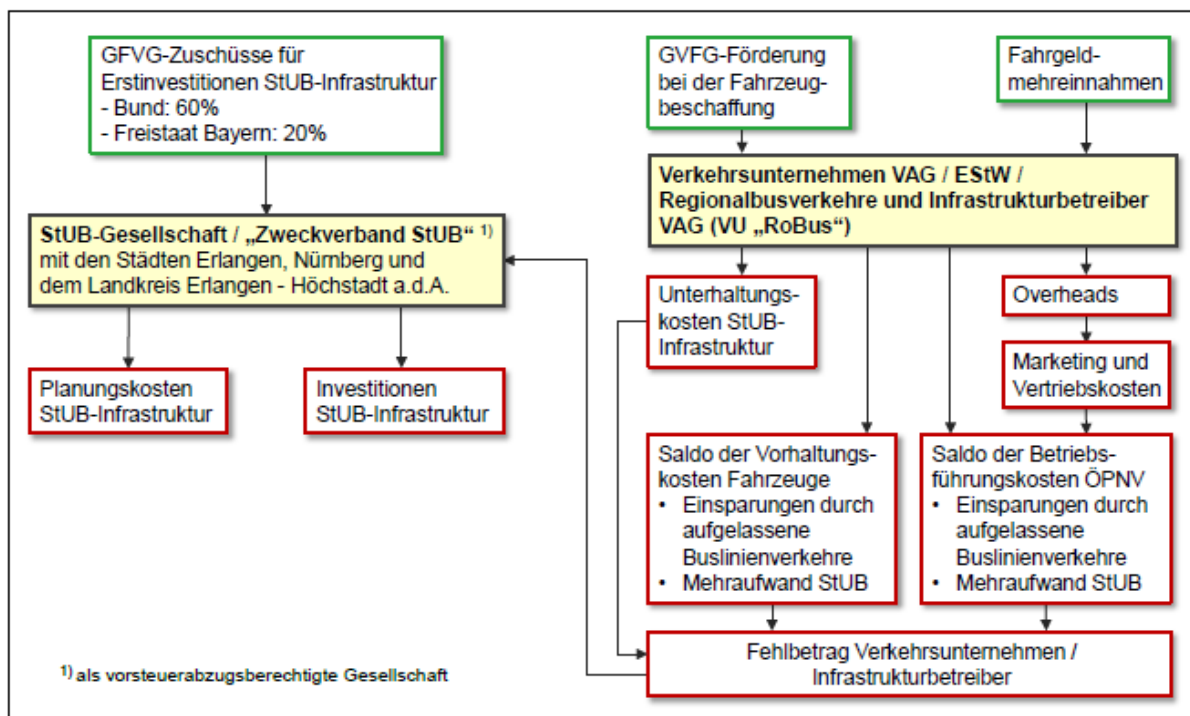 GFVG-Zuschüsse für
Erstinvestitionen StUB-Infrastruktur
- Bund: 60%
- Freistaat Bayern: 20%
GVFG-Förderung
bei der Fahrzeug-
beschaffung
Fahrgeld-
mehreinnahmen
Verkehrsunternehmen VAG / EStW /
Regionalbusverkehre und Infrastrukturbetreiber
VAG (VU „RoBus“)
StUB-Gesellschaft / „Zweckverband StUB“ 1)
mit den Städten Erlangen, Nürnberg und
dem Landkreis Erlangen - Höchstadt a.d.A.
Unterhaltungs-
kosten StUB-
Infrastruktur
Overheads
Marketing und
Vertriebskosten
Planungskosten
StUB-Infrastruktur
Investitionen
StUB-Infrastruktur
Saldo der Vorhaltungs-
kosten Fahrzeuge
• Einsparungen durch
aufgelassene
Buslinienverkehre
• Mehraufwand StUB
Saldo der Betriebs-
führungskosten ÖPNV
• Einsparungen durch
aufgelassene
Buslinienverkehre
• Mehraufwand StUB
Fehlbetrag Verkehrsunternehmen /
Infrastrukturbetreiber
1) als vorsteuerabzugsberechtigte Gesellschaft